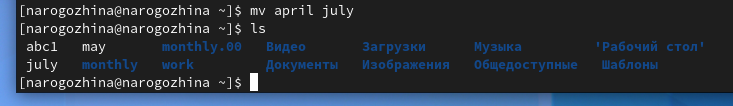 [narogozhina@narogozhina ~]$ mv april july
[narogozhina@narogozhina ~]$ ls
abc1 may monthly.00 Видео Загрузки Музыка 'Рабочий стол'
july monthly work Документы Изображения Общедоступные Шаблоны
[narogozhina@narogozhina ~]$